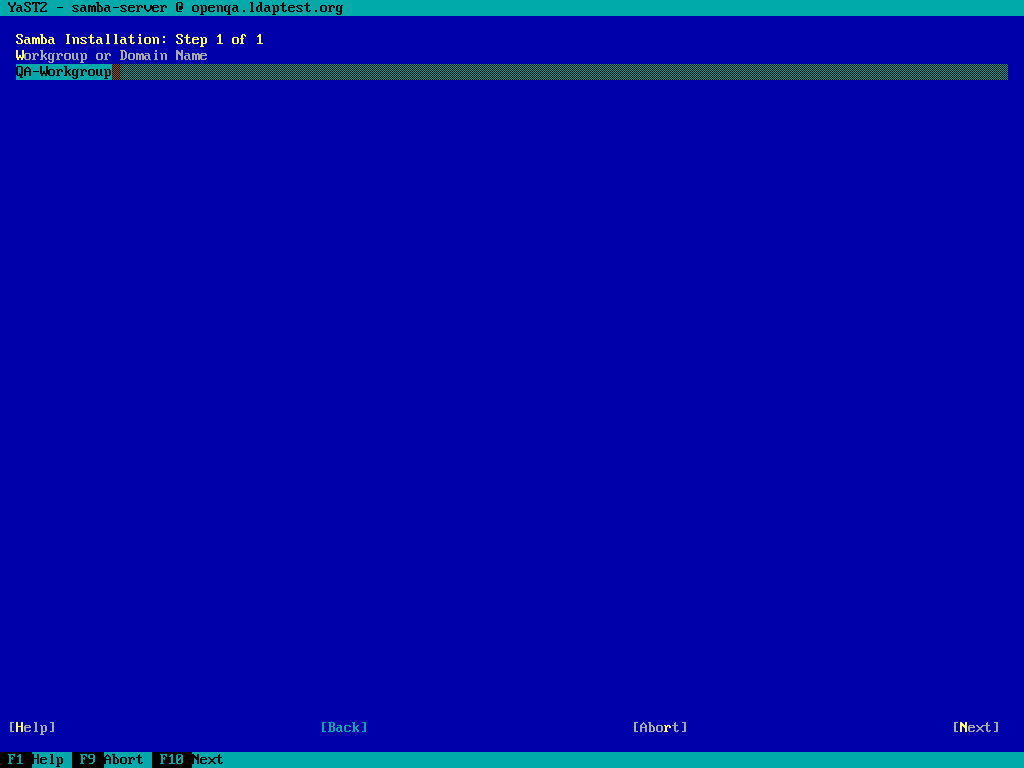 YaST2 - samba-server @ openqa.ldaptest.org
Samba Installation: Step 1 of 1
Workgroup or Domain Name
QA-Workgroup
[Help] [Back] [Abort] [Next]
F1 Help F9 Abort F10 Next